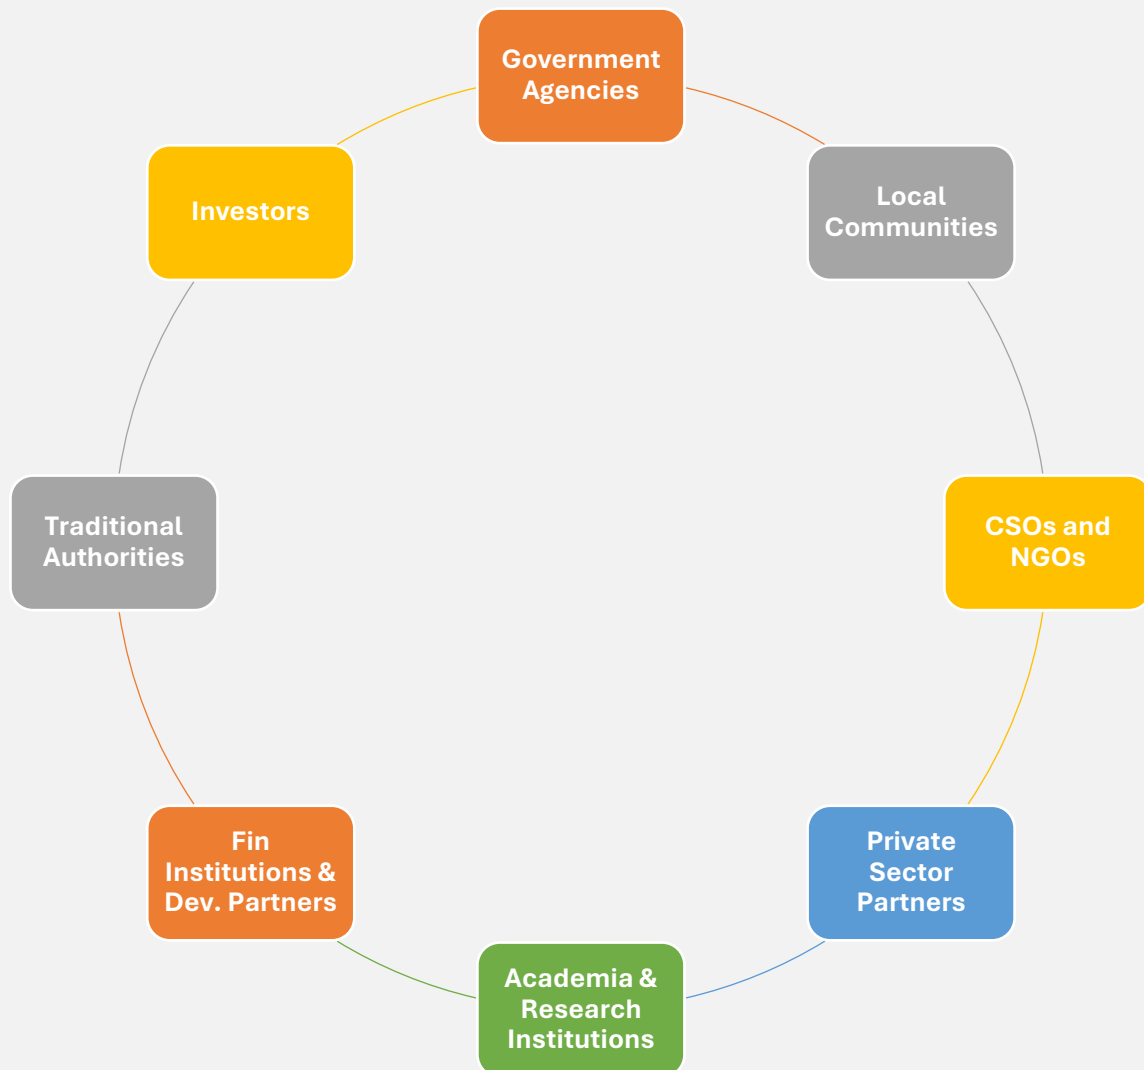 Government
Agencies
Local
Communities
CSOs and
NGOs
Private
Sector
Partners
Academia &
Research
Institutions
Fin
Institutions &
Dev. Partners
Traditional
Authorities
Investors